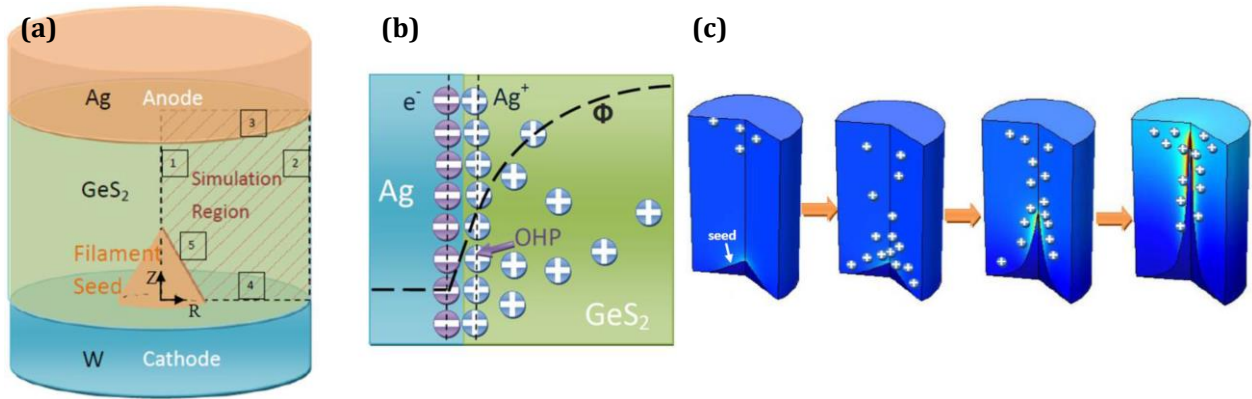 (a)
Ag Anode
3
1
2
GeS2
Simulation
Region
5
Filament
Seed
Z
4
R
W Cathode
(b)
e-
Ag+
Φ
Ag
OHP
GeS2
(c)
seed